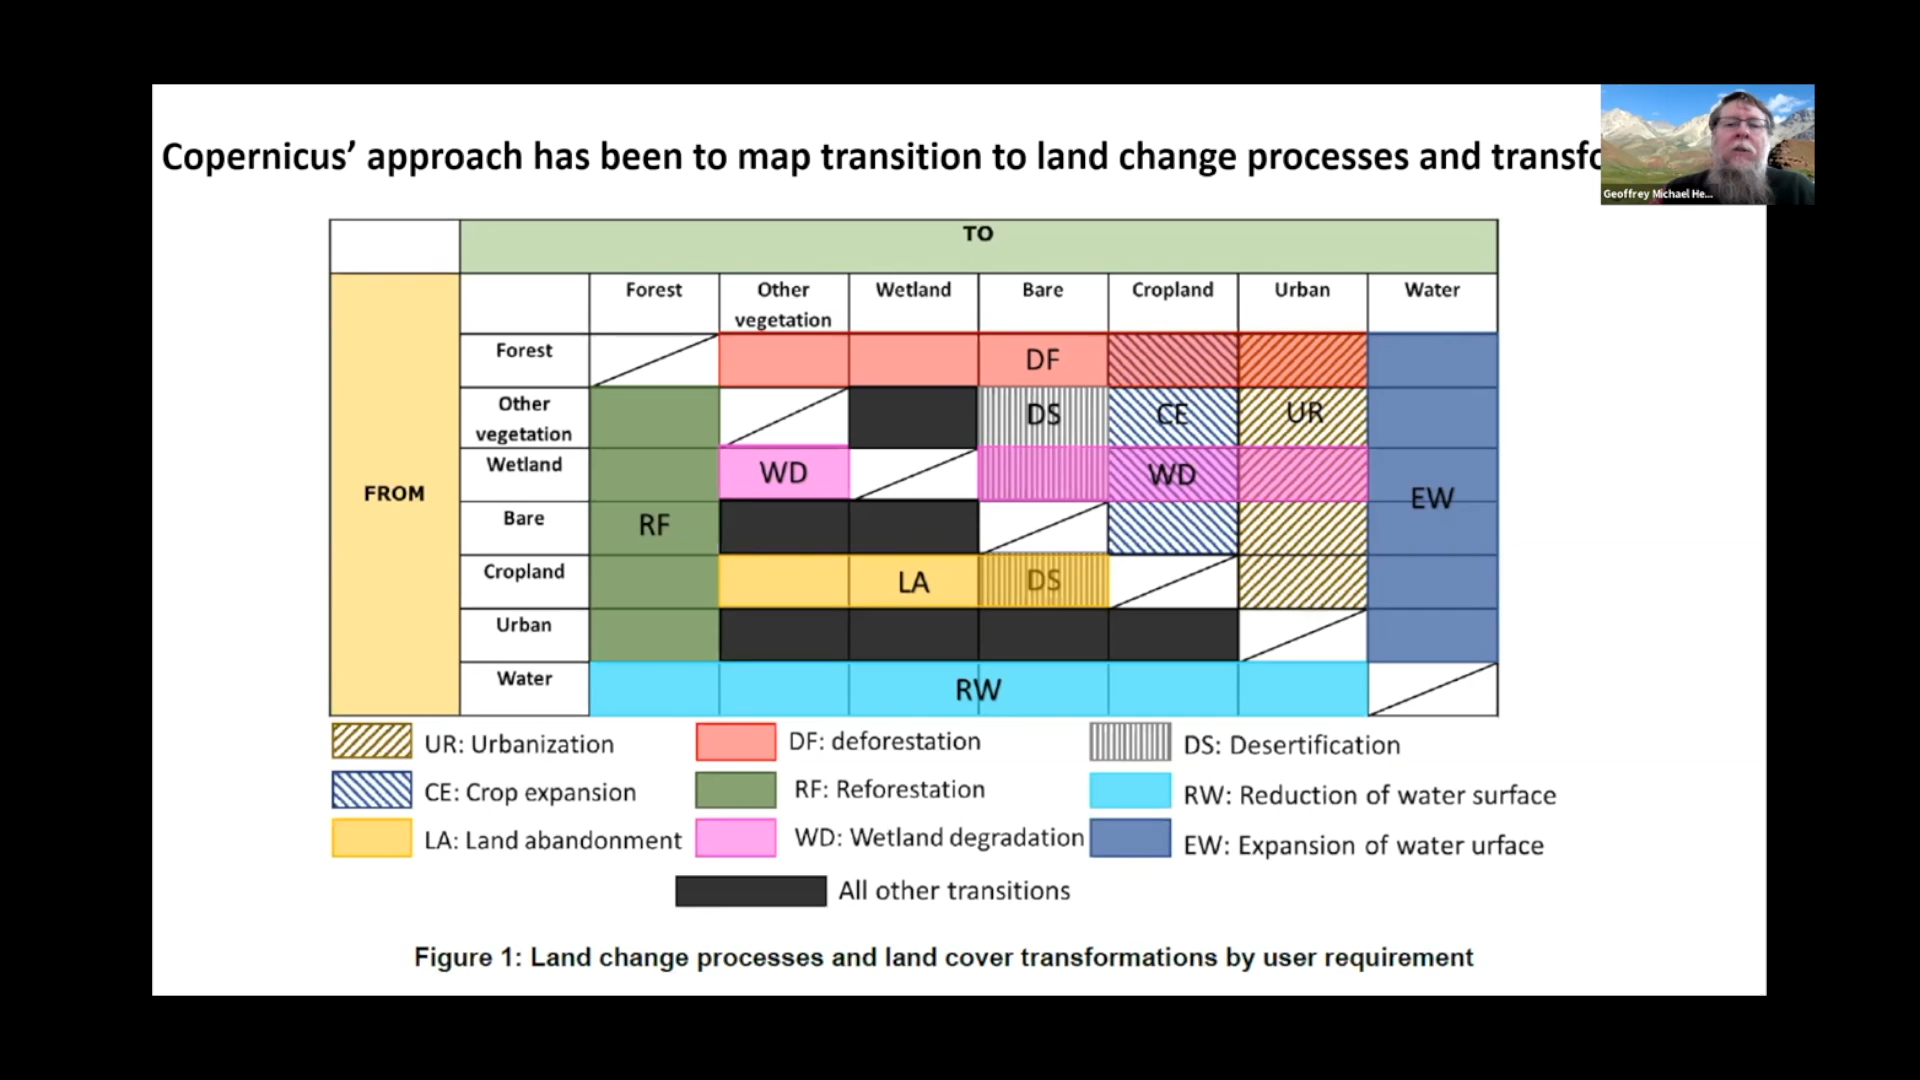 Copernicus’ approach has been to map transition to land change processes and
Geoffrey Michael He...
TO
Forest Other vegetation Wetland Bare Cropland Urban Water
FROM
Forest DF
Other vegetation DS CE UR
Wetland WD WD EW
Bare RF
Cropland LA DS
Urban
Water RW
UR: Urbanization DF: deforestation DS: Desertification
CE: Crop expansion RF: Reforestation RW: Reduction of water surface
LA: Land abandonment WD: Wetland degradation EW: Expansion of water urface
All other transitions
Figure 1: Land change processes and land cover transformations by user requirement